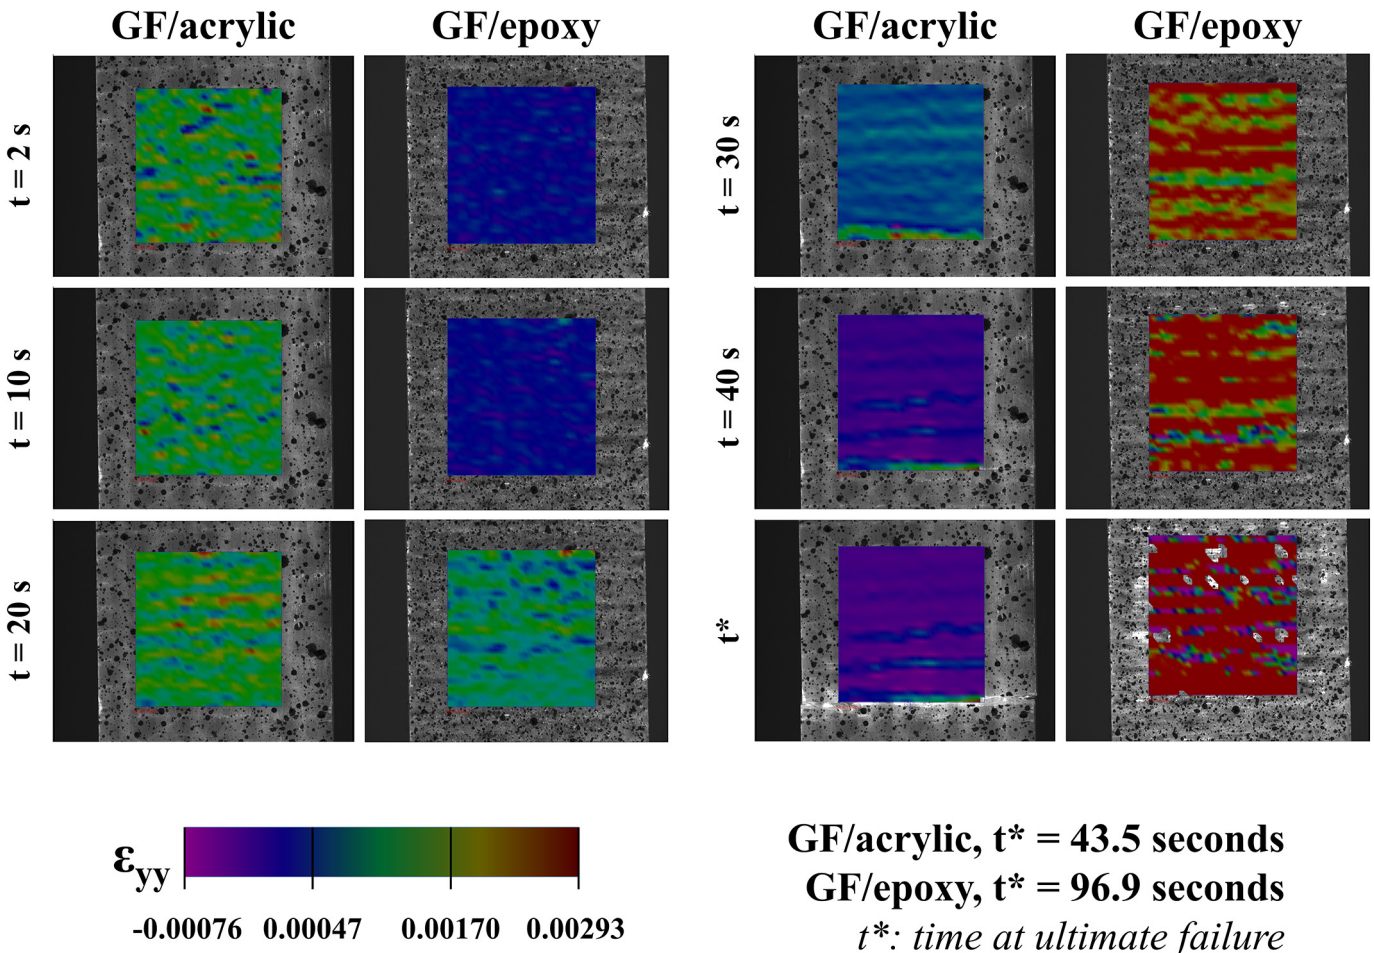 GF/acrylic GF/epoxy GF/acrylic GF/epoxy
t = 2 s
t = 30 s
t = 10 s
t = 40 s
t = 20 s
t*
εyy
-0.00076 0.00047 0.00170 0.00293
GF/acrylic, t* = 43.5 seconds
GF/epoxy, t* = 96.9 seconds
t*: time at ultimate failure